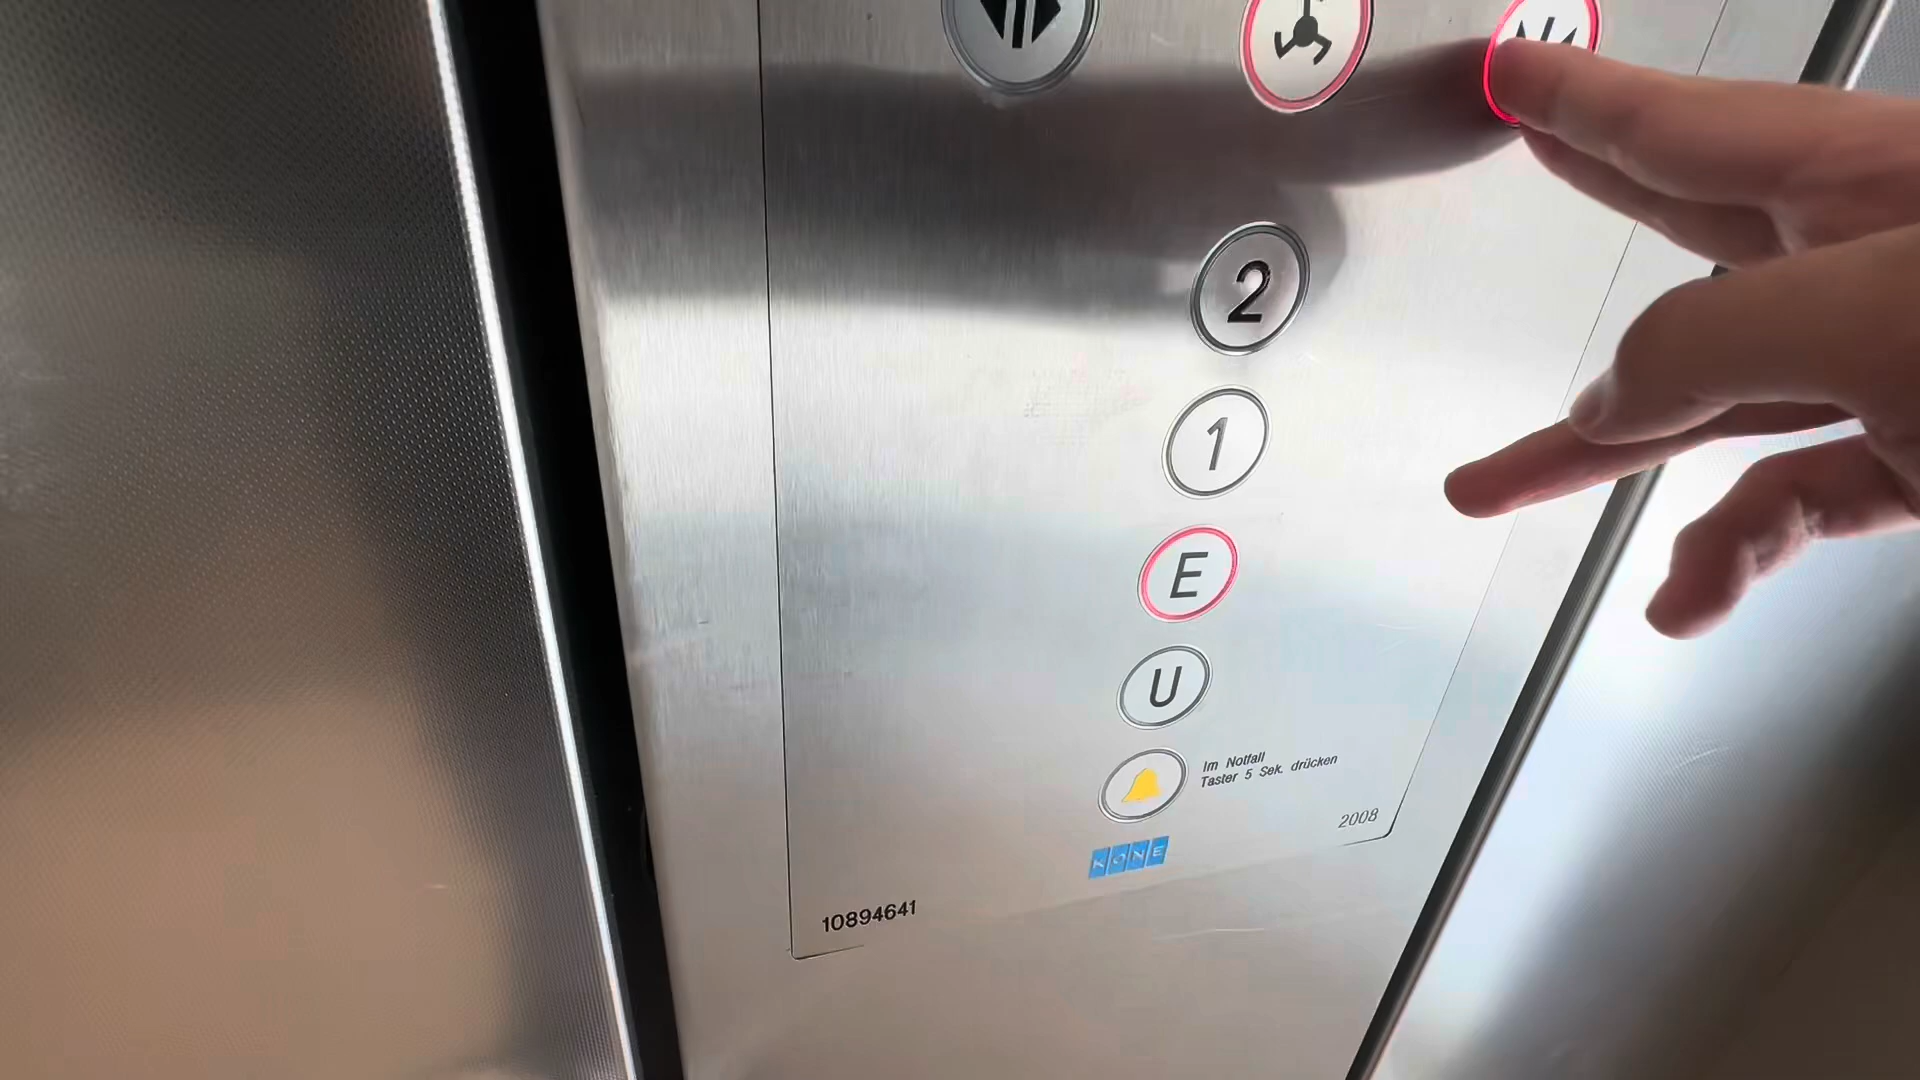 2
1
E
U
Im Notfall
Taster 5 Sek. drücken
2008
KONE
10894641